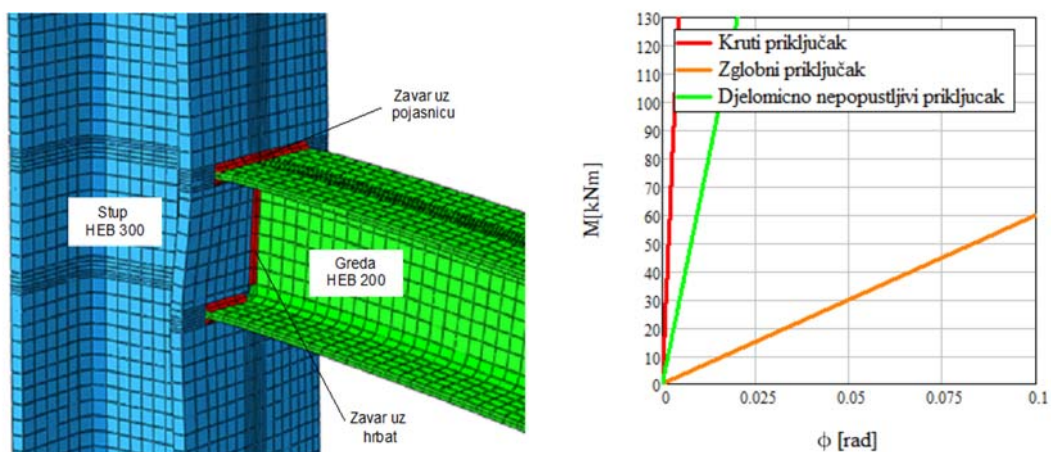 Zavar uz
pojasnicu
Stup
HEB 300
Greda
HEB 200
Zavar uz
hrbat
130
120
110
100
90
80
70
60
50
40
30
20
10
0
M[kNm]
Kruti priključak
Zglobni priključak
Djelomicno nepopustljivi prikljucak
0
0.025
0.05
0.075
0.1
ϕ [rad]